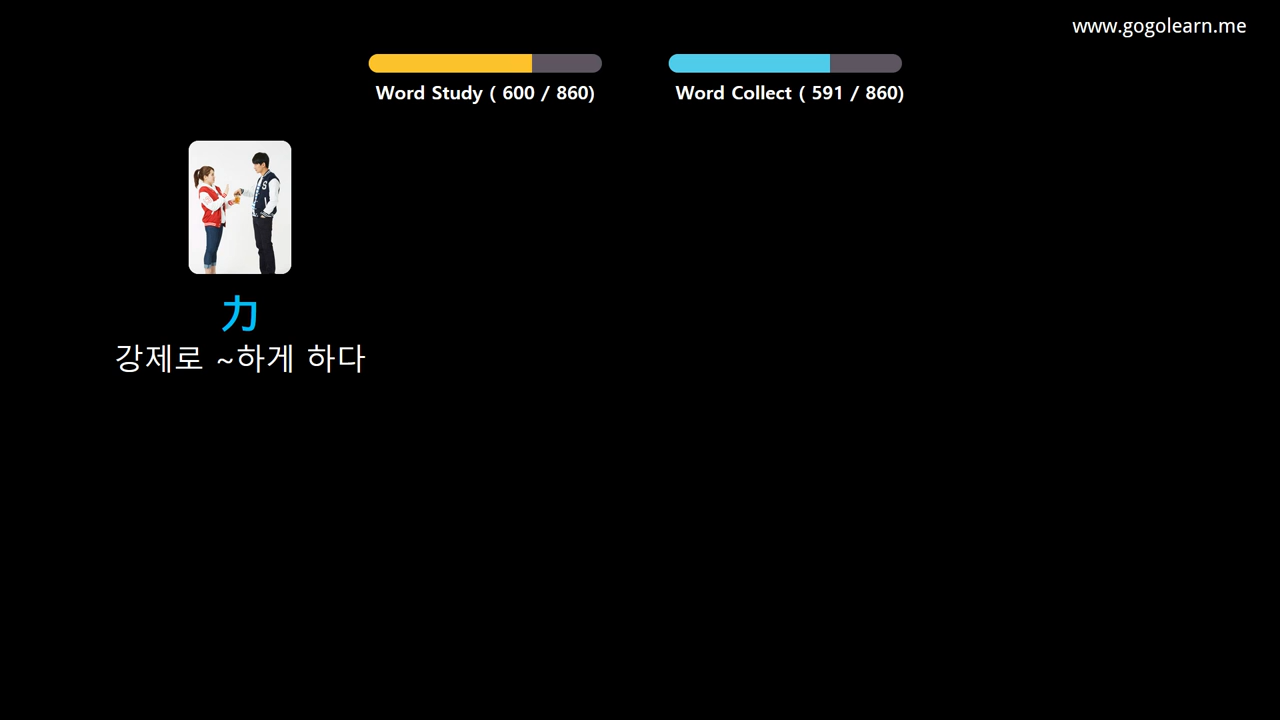 www.gogolearn.me
Word Study ( 600 / 860)
Word Collect ( 591 / 860)
力
강제로 ~하게 하다